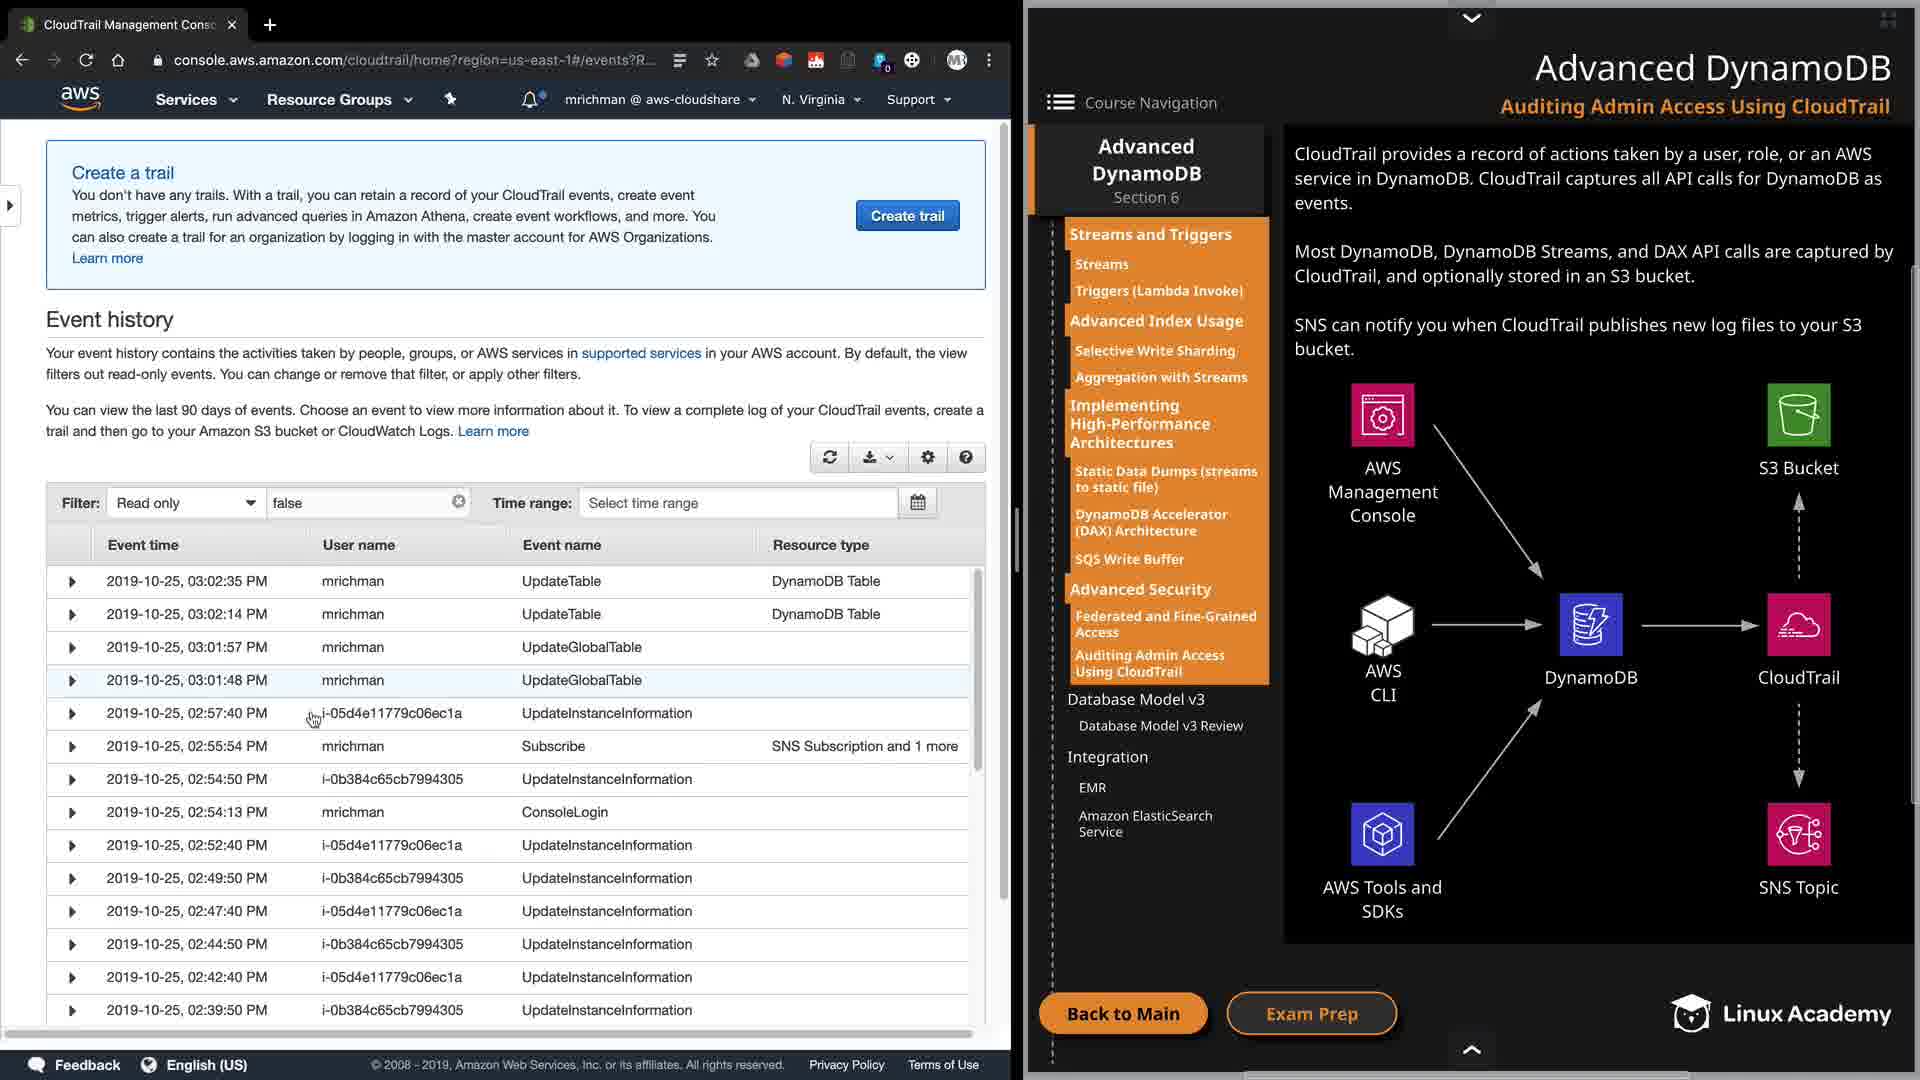 CloudTrail Management Consc
console.aws.amazon.com/cloudtrail/home?region=us-east-1#/events?R...
0
MR
aws
Services
Resource Groups
mrichman @ aws-cloudshare
N. Virginia
Support
Create a trail
You don't have any trails. With a trail, you can retain a record of your CloudTrail events, create event
metrics, trigger alerts, run advanced queries in Amazon Athena, create event workflows, and more. You
can also create a trail for an organization by logging in with the master account for AWS Organizations.
Learn more
Create trail
Event history
Your event history contains the activities taken by people, groups, or AWS services in supported services in your AWS account. By default, the view
filters out read-only events. You can change or remove that filter, or apply other filters.
You can view the last 90 days of events. Choose an event to view more information about it. To view a complete log of your CloudTrail events, create a
trail and then go to your Amazon S3 bucket or CloudWatch Logs. Learn more
Filter: Read only false Time range: Select time range
Event time User name Event name Resource type
2019-10-25, 03:02:35 PM mrichman UpdateTable DynamoDB Table
2019-10-25, 03:02:14 PM mrichman UpdateTable DynamoDB Table
2019-10-25, 03:01:57 PM mrichman UpdateGlobalTable
2019-10-25, 03:01:48 PM mrichman UpdateGlobalTable
2019-10-25, 02:57:40 PM i-05d4e11779c06ec1a UpdateInstanceInformation
2019-10-25, 02:55:54 PM mrichman Subscribe SNS Subscription and 1 more
2019-10-25, 02:54:50 PM i-0b384c65cb7994305 UpdateInstanceInformation
2019-10-25, 02:54:13 PM mrichman ConsoleLogin
2019-10-25, 02:52:40 PM i-05d4e11779c06ec1a UpdateInstanceInformation
2019-10-25, 02:49:50 PM i-0b384c65cb7994305 UpdateInstanceInformation
2019-10-25, 02:47:40 PM i-05d4e11779c06ec1a UpdateInstanceInformation
2019-10-25, 02:44:50 PM i-0b384c65cb7994305 UpdateInstanceInformation
2019-10-25, 02:42:40 PM i-05d4e11779c06ec1a UpdateInstanceInformation
2019-10-25, 02:39:50 PM i-0b384c65cb7994305 UpdateInstanceInformation
Feedback English (US) © 2008 - 2019, Amazon Web Services, Inc. or its affiliates. All rights reserved. Privacy Policy Terms of Use
Advanced DynamoDB
Auditing Admin Access Using CloudTrail
Course Navigation
Advanced
DynamoDB
Section 6
Streams and Triggers
Streams
Triggers (Lambda Invoke)
Advanced Index Usage
Selective Write Sharding
Aggregation with Streams
Implementing
High-Performance
Architectures
Static Data Dumps (streams
to static file)
DynamoDB Accelerator
(DAX) Architecture
SQS Write Buffer
Advanced Security
Federated and Fine-Grained
Access
Auditing Admin Access
Using CloudTrail
Database Model v3
Database Model v3 Review
Integration
EMR
Amazon ElasticSearch
Service
CloudTrail provides a record of actions taken by a user, role, or an AWS
service in DynamoDB. CloudTrail captures all API calls for DynamoDB as
events.
Most DynamoDB, DynamoDB Streams, and DAX API calls are captured by
CloudTrail, and optionally stored in an S3 bucket.
SNS can notify you when CloudTrail publishes new log files to your S3
bucket.
AWS
Management
Console
S3 Bucket
AWS
CLI
DynamoDB
CloudTrail
AWS Tools and
SDKs
SNS Topic
Back to Main
Exam Prep
Linux Academy